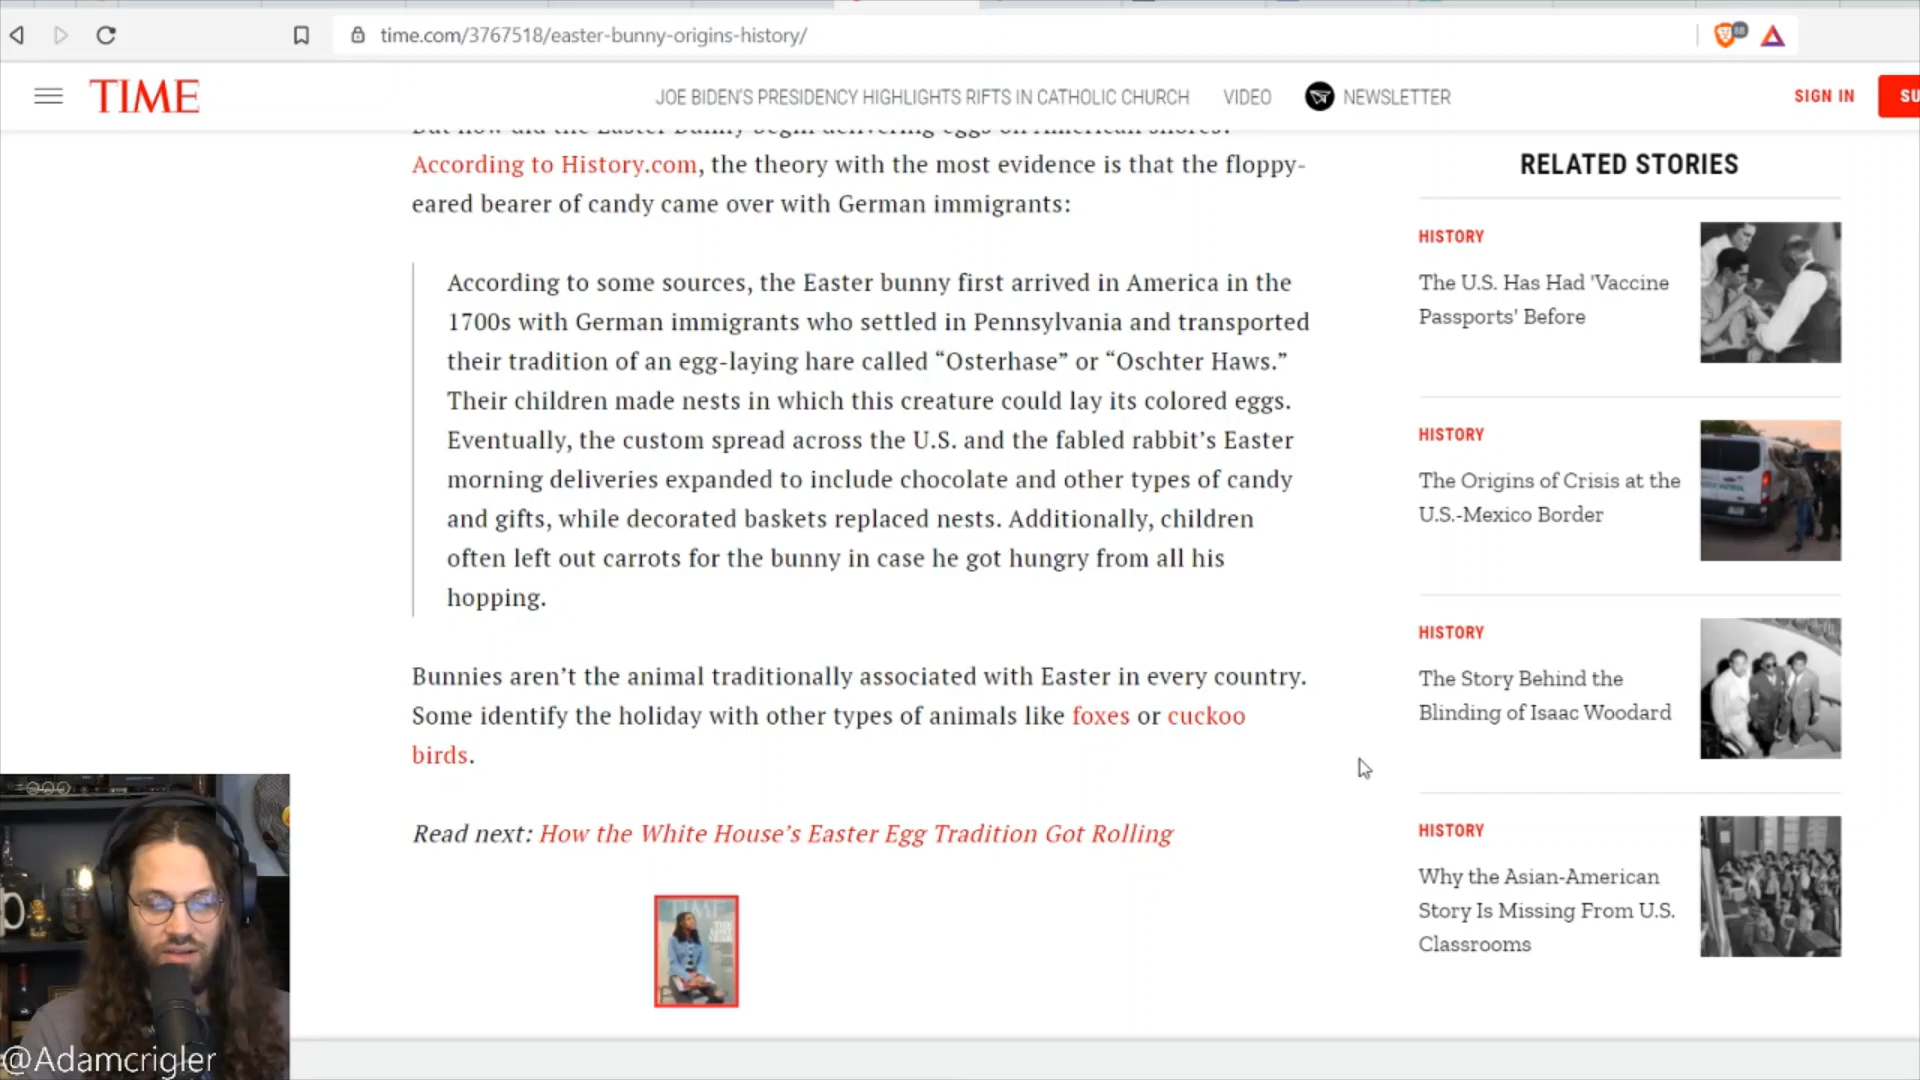 time.com/3767518/easter-bunny-origins-history/
TIME
JOE BIDEN'S PRESIDENCY HIGHLIGHTS RIFTS IN CATHOLIC CHURCH
VIDEO
NEWSLETTER
SIGN IN
SU
But how did the Easter Bunny begin delivering eggs on American shores?
According to History.com, the theory with the most evidence is that the floppy-
eared bearer of candy came over with German immigrants:
According to some sources, the Easter bunny first arrived in America in the
1700s with German immigrants who settled in Pennsylvania and transported
their tradition of an egg-laying hare called “Osterhase” or “Oschter Haws.”
Their children made nests in which this creature could lay its colored eggs.
Eventually, the custom spread across the U.S. and the fabled rabbit’s Easter
morning deliveries expanded to include chocolate and other types of candy
and gifts, while decorated baskets replaced nests. Additionally, children
often left out carrots for the bunny in case he got hungry from all his
hopping.
Bunnies aren’t the animal traditionally associated with Easter in every country.
Some identify the holiday with other types of animals like foxes or cuckoo
birds.
Read next: How the White House’s Easter Egg Tradition Got Rolling
RELATED STORIES
HISTORY
The U.S. Has Had 'Vaccine
Passports' Before
HISTORY
The Origins of Crisis at the
U.S.-Mexico Border
HISTORY
The Story Behind the
Blinding of Isaac Woodard
HISTORY
Why the Asian-American
Story Is Missing From U.S.
Classrooms
@Adamcrigler